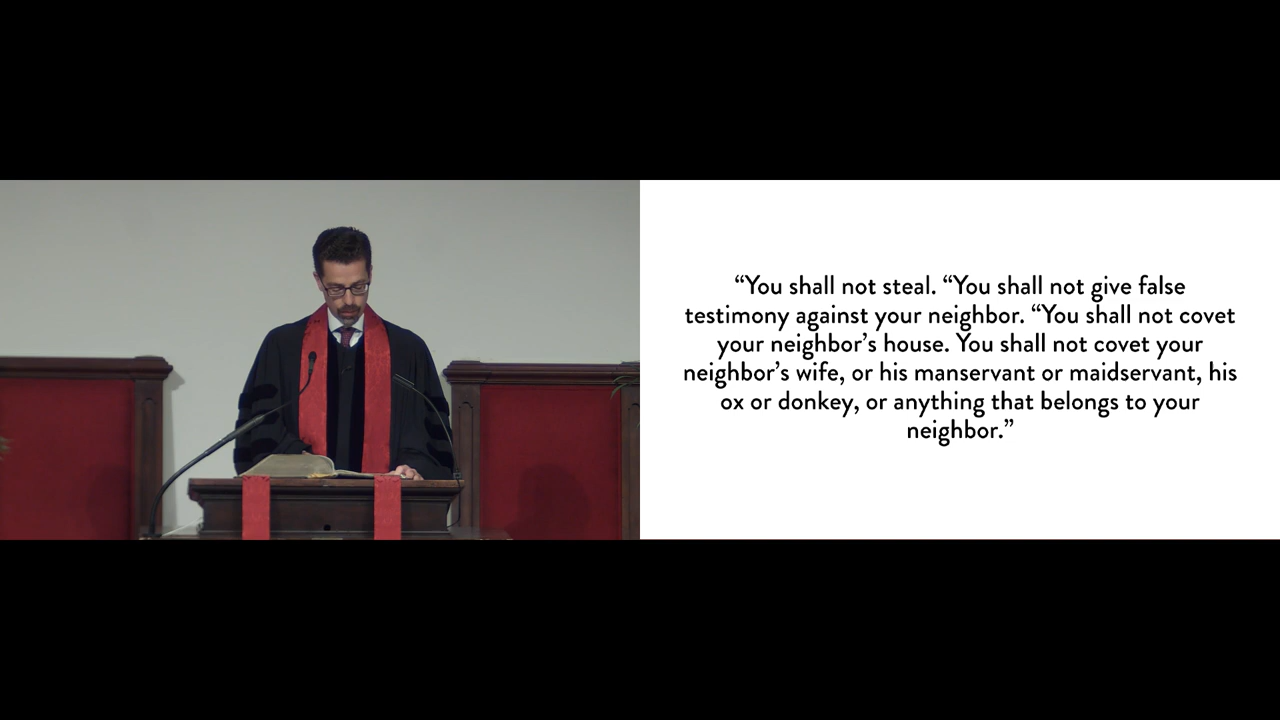 “You shall not steal. “You shall not give false
testimony against your neighbor. “You shall not covet
your neighbor’s house. You shall not covet your
neighbor’s wife, or his manservant or maidservant, his
ox or donkey, or anything that belongs to your
neighbor.”